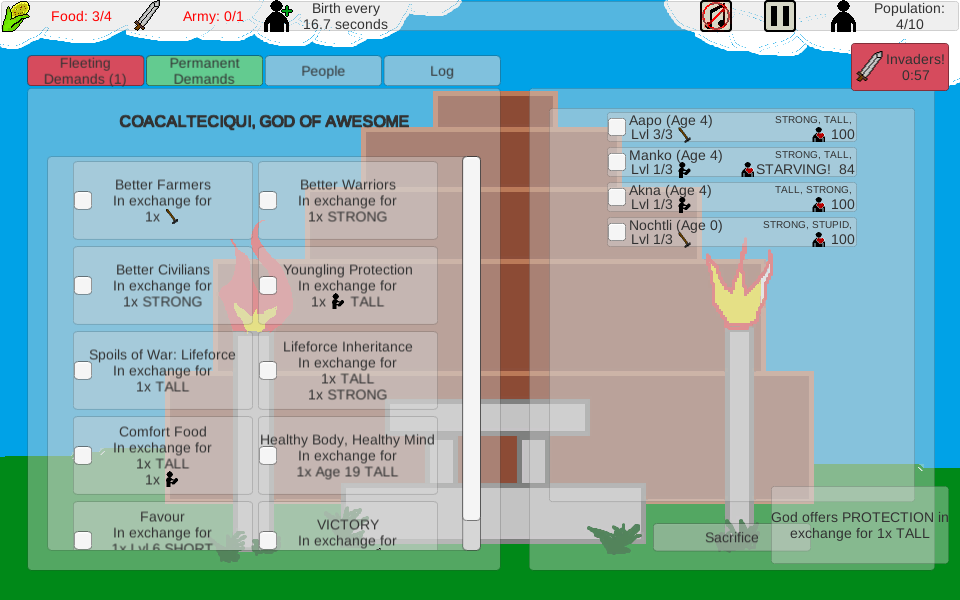 Food: 3/4
Army: 0/1
Birth every
16.7 seconds
Population:
4/10
Invaders!
0:57
Fleeting
Demands (1)
Permanent
Demands
People
Log
COACALTECIQUI, GOD OF AWESOME
Better Farmers
In exchange for
1x
Better Warriors
In exchange for
1x STRONG
Better Civilians
In exchange for
1x STRONG
Youngling Protection
In exchange for
1x TALL
Spoils of War: Lifeforce
In exchange for
1x TALL
Lifeforce Inheritance
In exchange for
1x TALL
1x STRONG
Comfort Food
In exchange for
1x TALL
1x
Healthy Body, Healthy Mind
In exchange for
1x Age 19 TALL
Favour
In exchange for
1x Lvl 6 SHORT
VICTORY
In exchange for
Aapo (Age 4) STRONG, TALL,
Lvl 3/3 100
Manko (Age 4) STRONG, TALL,
Lvl 1/3 STARVING! 84
Akna (Age 4) TALL, STRONG,
Lvl 1/3 100
Nochtli (Age 0) STRONG, STUPID,
Lvl 1/3 100
Sacrifice
God offers PROTECTION in
exchange for 1x TALL